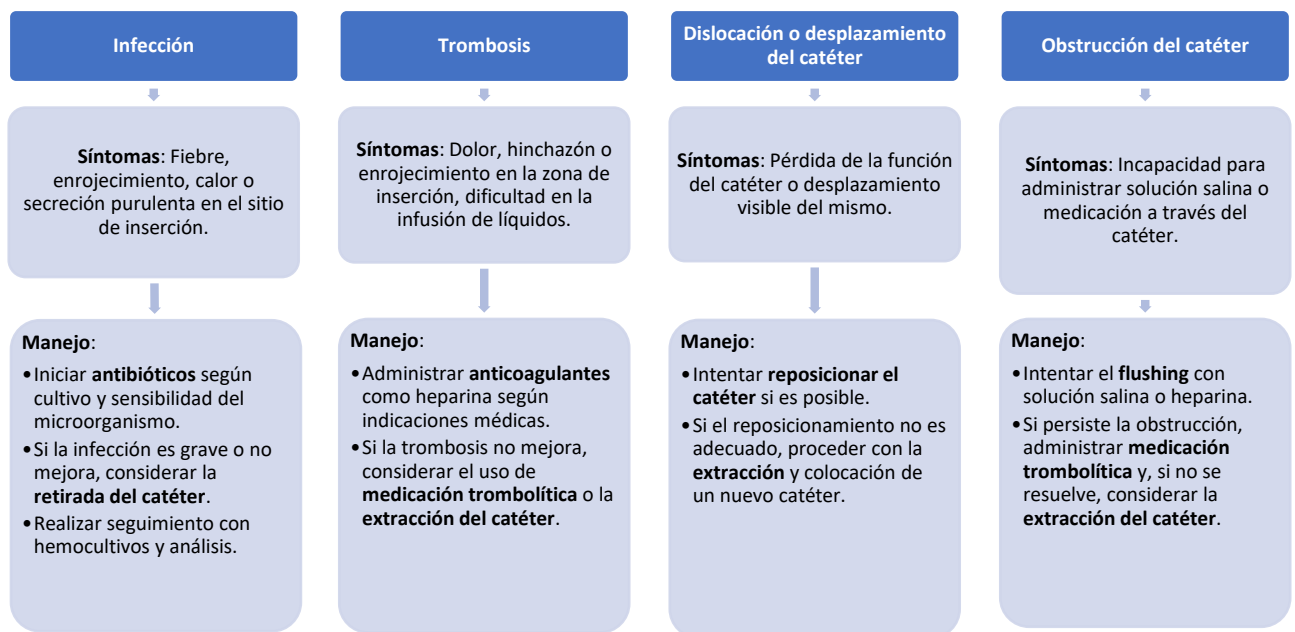 Infección
Síntomas: Fiebre,
enrojecimiento, calor o
secreción purulenta en el sitio
de inserción.
Manejo:
•Iniciar antibióticos según
cultivo y sensibilidad del
microorganismo.
•Si la infección es grave o no
mejora, considerar la
retirada del catéter.
•Realizar seguimiento con
hemocultivos y análisis.
Trombosis
Síntomas: Dolor, hinchazón o
enrojecimiento en la zona de
inserción, dificultad en la
infusión de líquidos.
Manejo:
•Administrar anticoagulantes
como heparina según
indicaciones médicas.
•Si la trombosis no mejora,
considerar el uso de
medicación trombolítica o la
extracción del catéter.
Dislocación o desplazamiento
del catéter
Síntomas: Pérdida de la función
del catéter o desplazamiento
visible del mismo.
Manejo:
•Intentar reposicionar el
catéter si es posible.
•Si el reposicionamiento no es
adecuado, proceder con la
extracción y colocación de
un nuevo catéter.
Obstrucción del catéter
Síntomas: Incapacidad para
administrar solución salina o
medicación a través del
catéter.
Manejo:
•Intentar el flushing con
solución salina o heparina.
•Si persiste la obstrucción,
administrar medicación
trombolítica y, si no se
resuelve, considerar la
extracción del catéter.